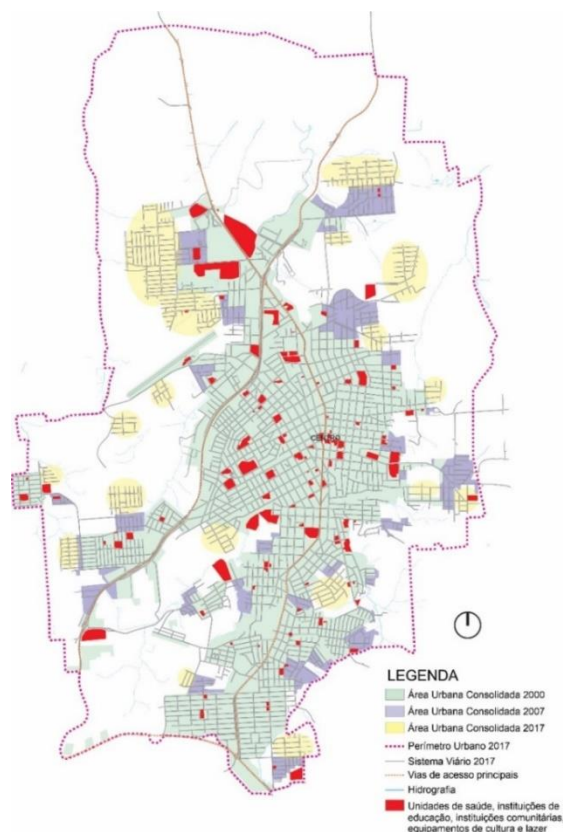 LEGENDA
Área Urbana Consolidada 2000
Área Urbana Consolidada 2007
Área Urbana Consolidada 2017
Perímetro Urbano 2017
Sistema Viário 2017
Vias de acesso principais
Hidrografia
Unidades de saúde, instituições de
educação, instituições comunitárias
equipamentos de cultura e lazer